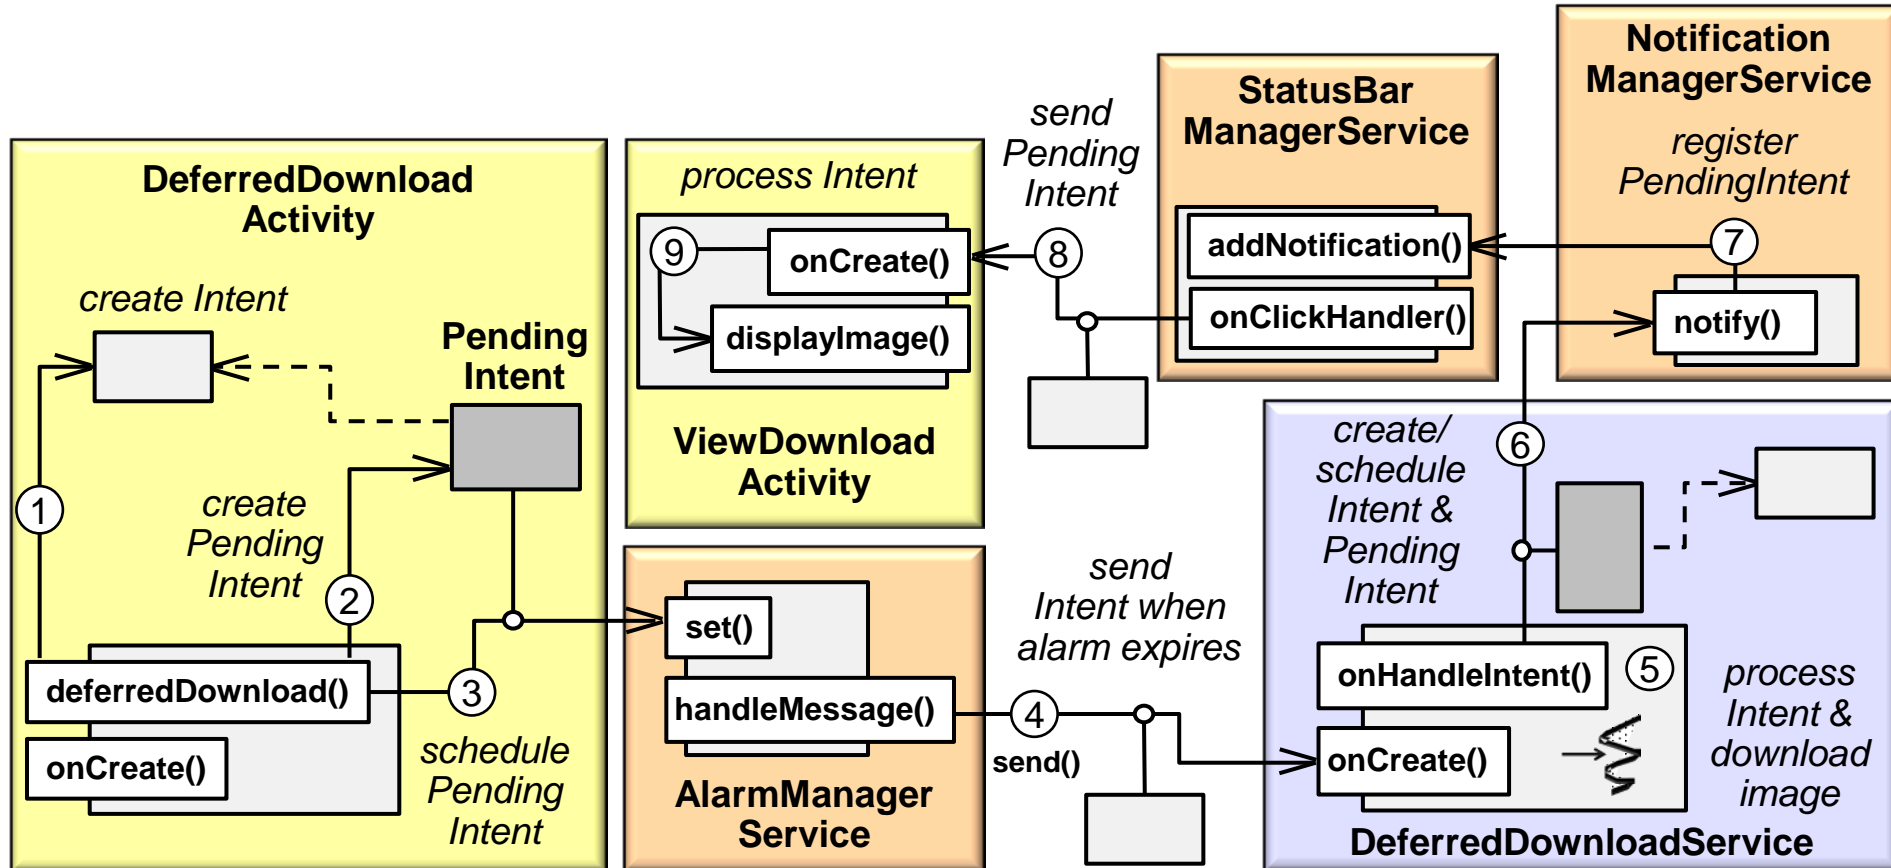 DeferredDownload
Activity
create Intent
Pending
Intent
1
create
Pending
Intent
2
deferredDownload()
3
onCreate()
schedule
Pending
Intent
process Intent
9
onCreate()
displayImage()
ViewDownload
Activity
send
Pending
Intent
8
StatusBar
ManagerService
addNotification()
onClickHandler()
Notification
ManagerService
register
PendingIntent
7
notify()
set()
handleMessage()
AlarmManager
Service
send
Intent when
alarm expires
4
send()
create/
schedule
Intent &
Pending
Intent
6
onHandleIntent()
5
onCreate()
process
Intent &
download
image
DeferredDownloadService